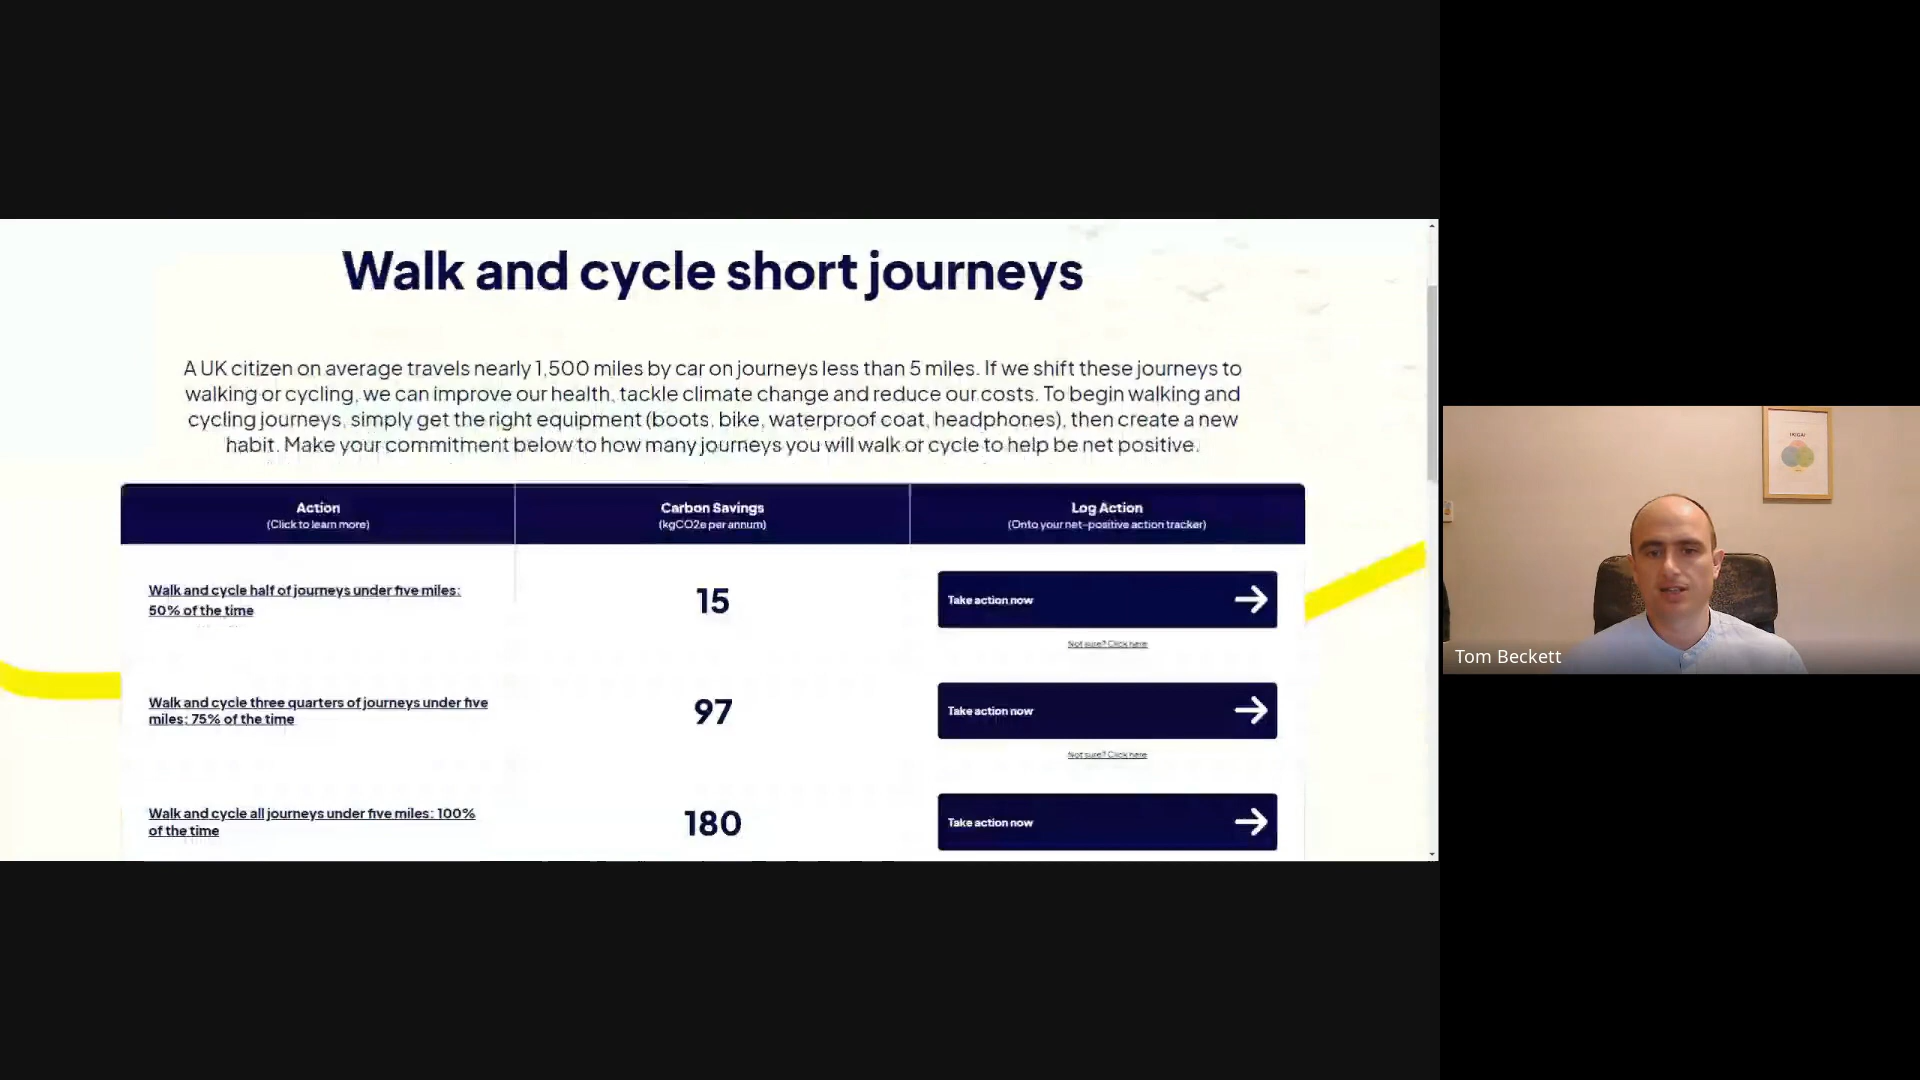 Walk and cycle short journeys
A UK citizen on average travels nearly 1,500 miles by car on journeys less than 5 miles. If we shift these journeys to
walking or cycling, we can improve our health, tackle climate change and reduce our costs. To begin walking and
cycling journeys, simply get the right equipment (boots, bike, waterproof coat, headphones), then create a new
habit. Make your commitment below to how many journeys you will walk or cycle to help be net positive.
Action
(Click to learn more)
Carbon Savings
(kgCO2e per annum)
Log Action
(Onto your net-positive action tracker)
Walk and cycle half of journeys under five miles:
50% of the time
15
Take action now
Not sure? Click here
Walk and cycle three quarters of journeys under five
miles: 75% of the time
97
Take action now
Not sure? Click here
Walk and cycle all journeys under five miles: 100%
of the time
180
Take action now
IKIGAI
Tom Beckett